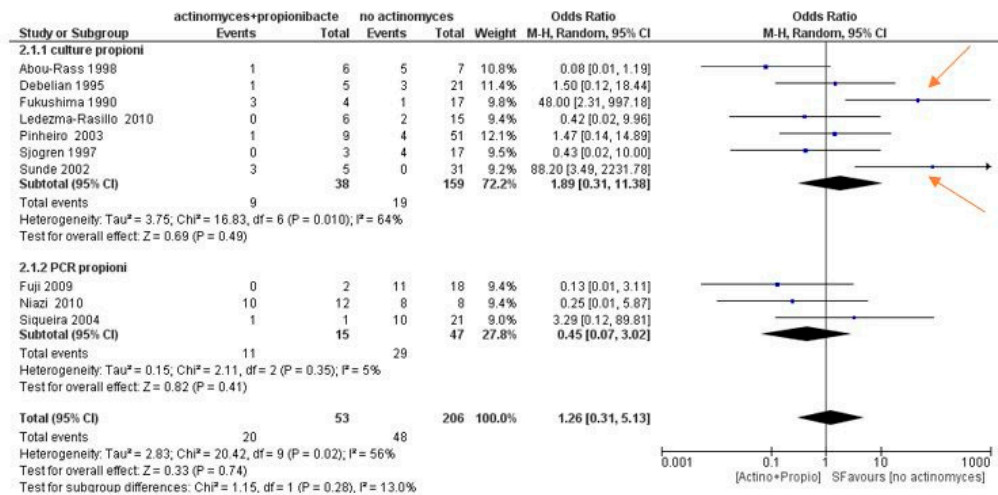 actinomyces+propionibacte no actinomyces Odds Ratio Odds Ratio
Study or Subgroup Events Total Events Total Weight M-H, Random, 95% CI M-H, Random, 95% CI
2.1.1 culture propioni
Abou-Rass 1998 1 6 5 7 10.8% 0.08 [0.01, 1.19]
Debelian 1995 1 5 3 21 11.4% 1.50 [0.12, 18.44]
Fukushima 1990 3 4 1 17 9.8% 48.00 [2.31, 997.18]
Ledezma-Rasillo 2010 0 6 2 15 9.4% 0.42 [0.02, 9.96]
Pinheiro 2003 1 9 4 51 12.1% 1.47 [0.14, 14.89]
Sjogren 1997 0 3 4 17 9.5% 0.43 [0.02, 10.00]
Sunde 2002 3 5 0 31 9.2% 88.20 [3.49, 2231.78]
Subtotal (95% CI) 38 159 72.2% 1.89 [0.31, 11.38]
Total events 9 19
Heterogeneity: Tau² = 3.75; Chi² = 16.83, df = 6 (P = 0.010); I² = 64%
Test for overall effect: Z = 0.69 (P = 0.49)
2.1.2 PCR propioni
Fuji 2009 0 2 11 18 9.4% 0.13 [0.01, 3.11]
Niazi 2010 10 12 8 8 9.4% 0.25 [0.01, 5.87]
Siqueira 2004 1 1 10 21 9.0% 3.29 [0.12, 89.81]
Subtotal (95% CI) 15 47 27.8% 0.45 [0.07, 3.02]
Total events 11 29
Heterogeneity: Tau² = 0.15; Chi² = 2.11, df = 2 (P = 0.35); I² = 5%
Test for overall effect: Z = 0.82 (P = 0.41)
Total (95% CI) 53 206 100.0% 1.26 [0.31, 5.13]
Total events 20 48
Heterogeneity: Tau² = 2.83; Chi² = 20.42, df = 9 (P = 0.02); I² = 56%
Test for overall effect: Z = 0.33 (P = 0.74)
Test for subgroup differences: Chi² = 1.15, df = 1 (P = 0.28), I² = 13.0%
0.001 0.1 1 10 1000
[Actino+Propio] SFavours [no actinomyces]